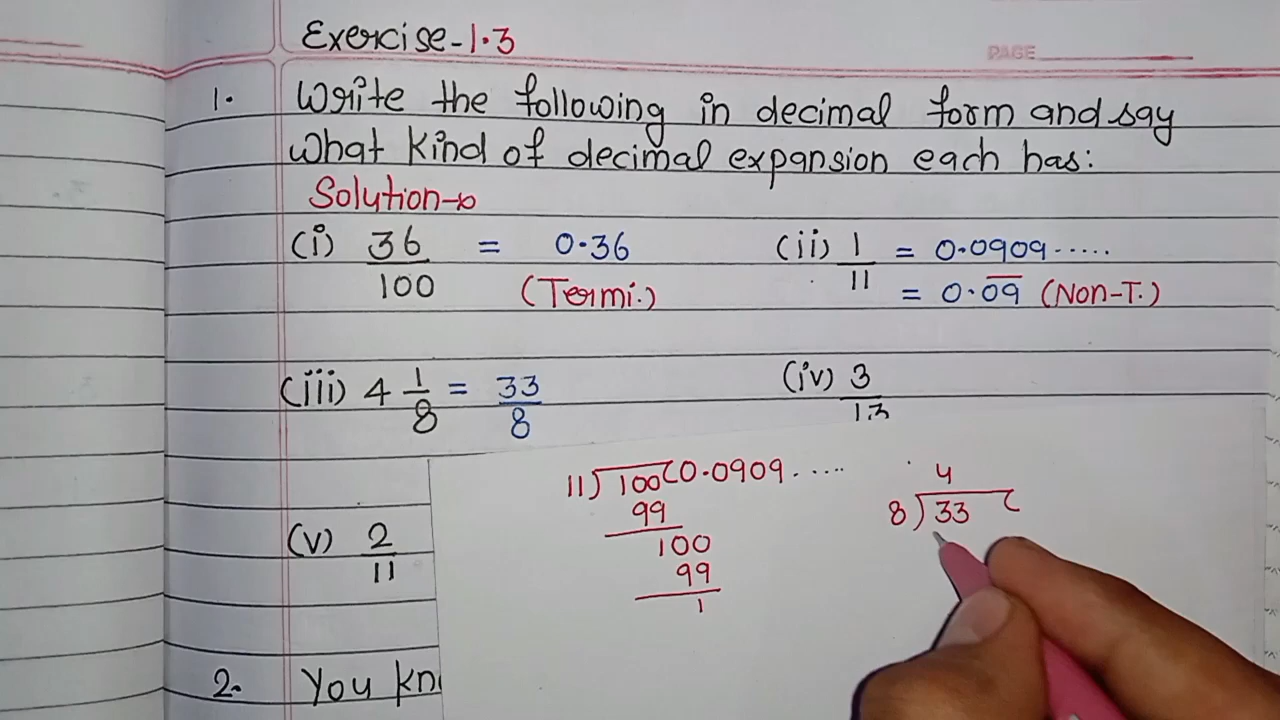 Exercise-1.3
PAGE
1. Write the following in decimal form and say
what kind of decimal expansion each has:
Solution→
(i) 36/100 = 0.36 (Termi.)
(ii) 1/11 = 0.0909.....
= 0.0̅9̅ (Non-T.)
(iii) 4 1/8 = 33/8
(iv) 3/13
11)100(0.0909.....
99
100
99
1
4
8)33(
(v) 2/11
2. You kn